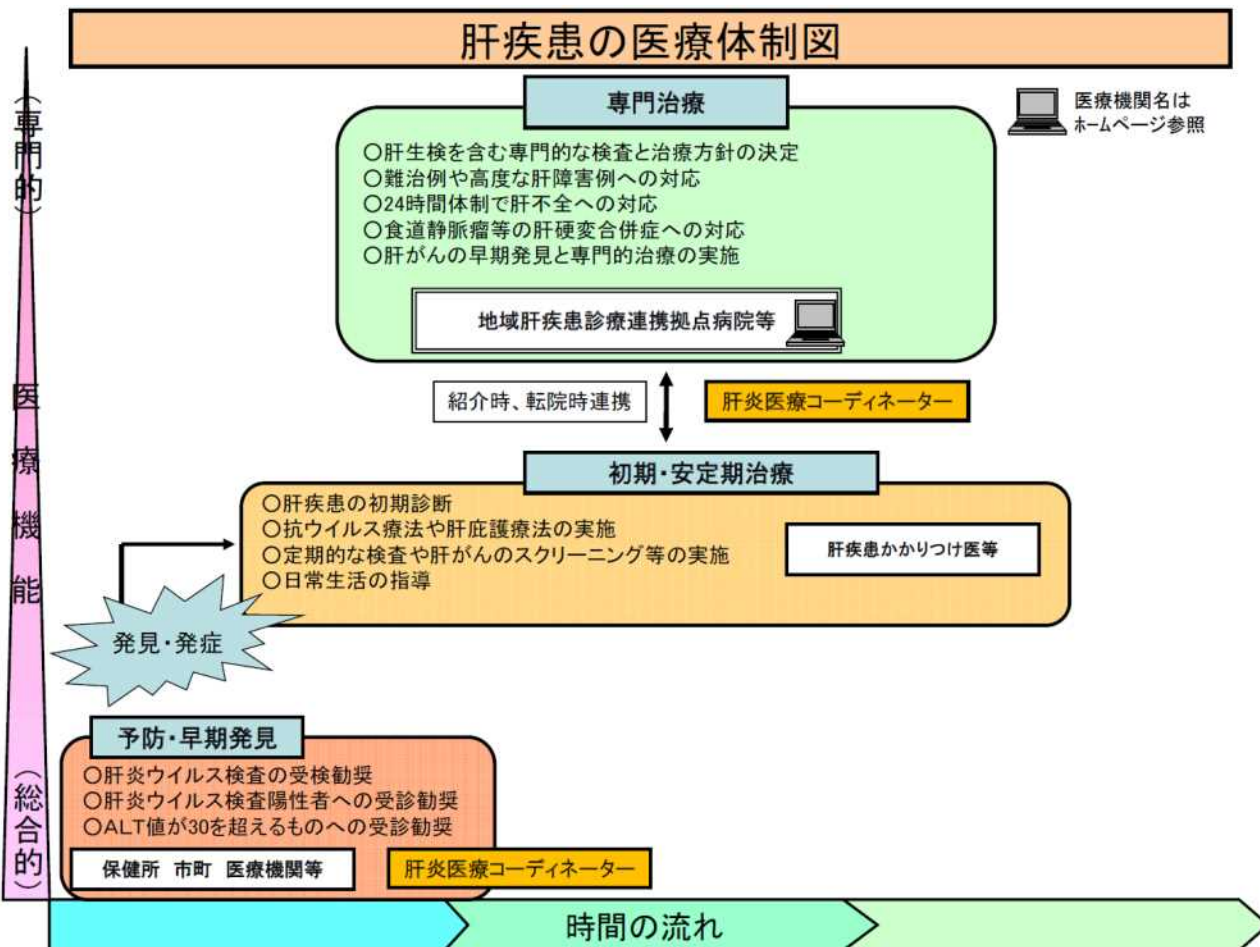 肝疾患の医療体制図
(専門的)
医療機能
(総合的)
医療機関名は
ホームページ参照
専門治療
○肝生検を含む専門的な検査と治療方針の決定
○難治例や高度な肝障害例への対応
○24時間体制で肝不全への対応
○食道静脈瘤等の肝硬変合併症への対応
○肝がんの早期発見と専門的治療の実施
地域肝疾患診療連携拠点病院等
紹介時、転院時連携
肝炎医療コーディネーター
初期・安定期治療
○肝疾患の初期診断
○抗ウイルス療法や肝庇護療法の実施
○定期的な検査や肝がんのスクリーニング等の実施
○日常生活の指導
肝疾患かかりつけ医等
発見・発症
予防・早期発見
○肝炎ウイルス検査の受検勧奨
○肝炎ウイルス検査陽性者への受診勧奨
○ALT値が30を超えるものへの受診勧奨
保健所 市町 医療機関等
肝炎医療コーディネーター
時間の流れ